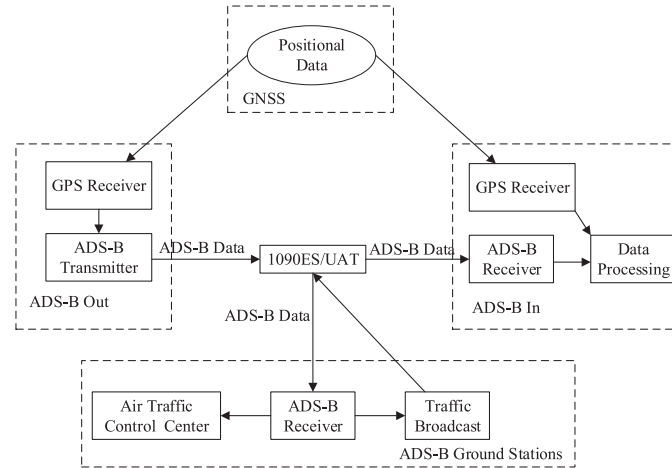 Positional
Data
GNSS
GPS Receiver
ADS-B
Transmitter
ADS-B Out
ADS-B Data
1090ES/UAT
ADS-B Data
GPS Receiver
ADS-B
Receiver
Data
Processing
ADS-B In
ADS-B Data
Air Traffic
Control Center
ADS-B
Receiver
Traffic
Broadcast
ADS-B Ground Stations